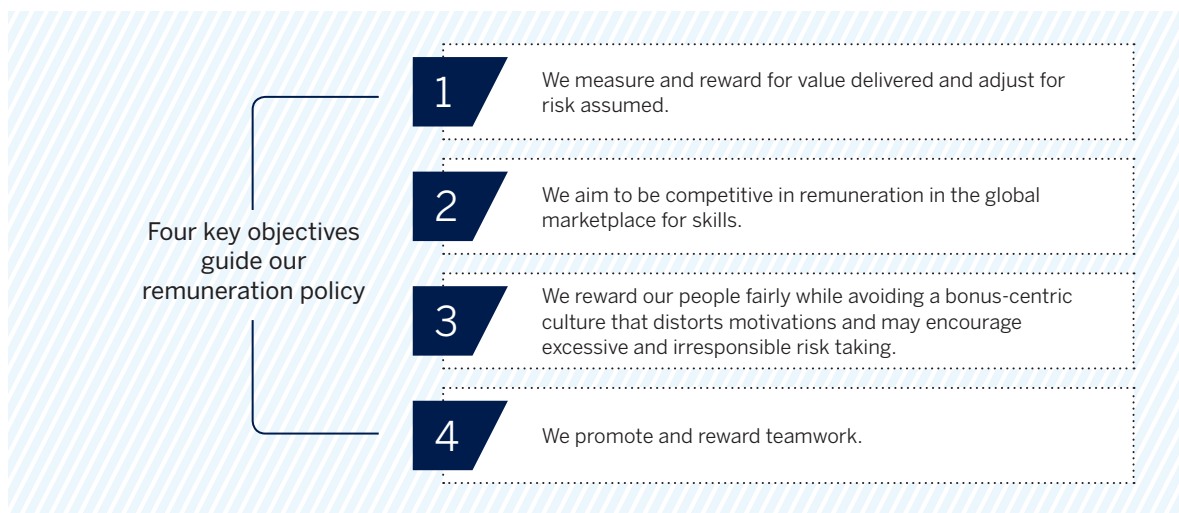 Four key objectives
guide our
remuneration policy
1
We measure and reward for value delivered and adjust for
risk assumed.
2
We aim to be competitive in remuneration in the global
marketplace for skills.
3
We reward our people fairly while avoiding a bonus-centric
culture that distorts motivations and may encourage
excessive and irresponsible risk taking.
4
We promote and reward teamwork.